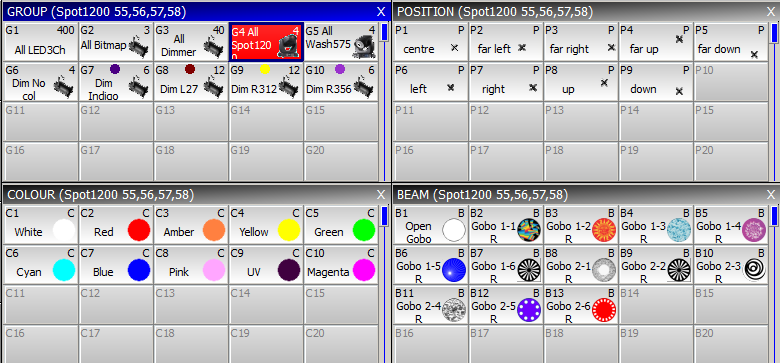 GROUP (Spot1200 55,56,57,58) X
G1 400 G2 3 G3 40 G4 All 4 G5 All 4
All LED3Ch All Bitmap All Dimmer Spot120 0 Wash575
G6 4 G7 12 G8 12 G9 12 G10 12
Dim No col Dim Indigo Dim L27 Dim R312 Dim R356
G11 G12 G13 G14 G15
G16 G17 G18 G19 G20
POSITION (Spot1200 55,56,57,58) X
P1 P P2 P P3 P P4 P P5 P
centre far left far right far up far down
P6 P P7 P P8 P P9 P P10
left right up down
P11 P12 P13 P14 P15
P16 P17 P18 P19 P20
COLOUR (Spot1200 55,56,57,58) X
C1 C C2 C C3 C C4 C C5 C
White Red Amber Yellow Green
C6 C C7 C C8 C C9 C C10 C
Cyan Blue Pink UV Magenta
C11 C12 C13 C14 C15
C16 C17 C18 C19 C20
BEAM (Spot1200 55,56,57,58) X
B1 B B2 B B3 B B4 B B5 B
Open Gobo Gobo 1-1 R Gobo 1-2 R Gobo 1-3 R Gobo 1-4 R
B6 B B7 B B8 B B9 B B10 B
Gobo 1-5 R Gobo 1-6 R Gobo 2-1 R Gobo 2-2 R Gobo 2-3 R
B11 B B12 B B13 B B14 B15
Gobo 2-4 R Gobo 2-5 R Gobo 2-6 R
B16 B17 B18 B19 B20